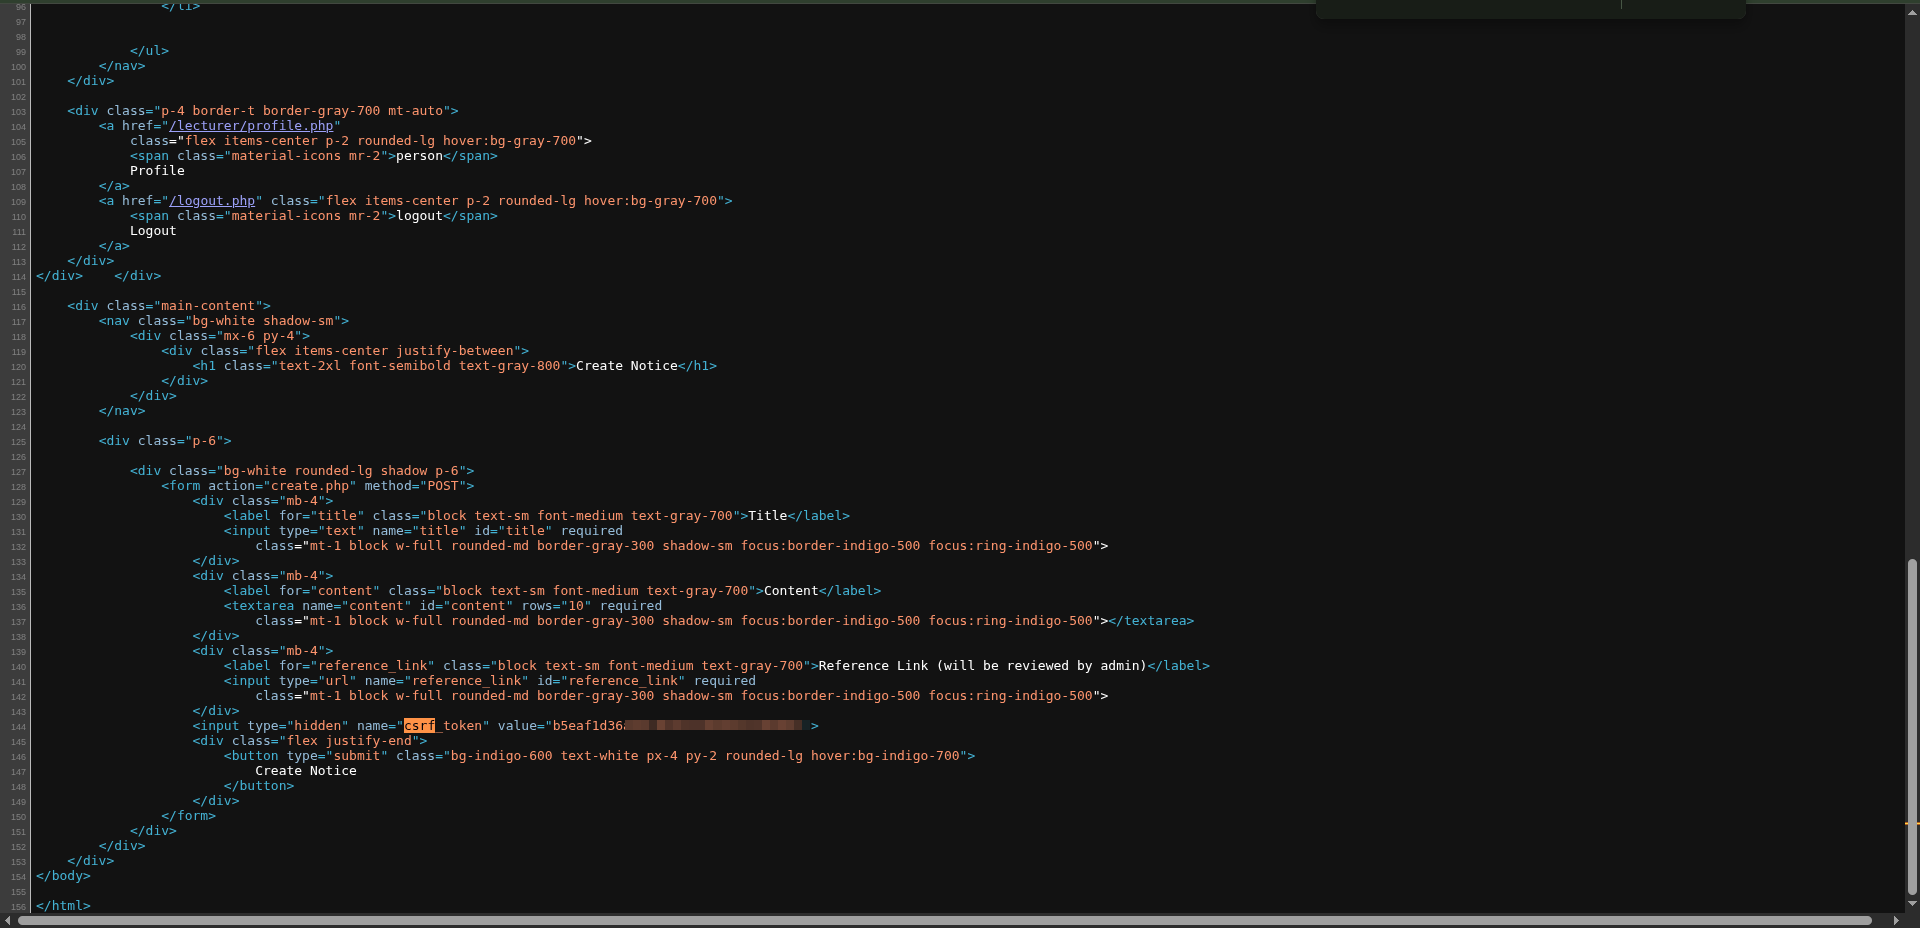 96 </li>
97
98
99 </ul>
100 </nav>
101 </div>
102
103 <div class="p-4 border-t border-gray-700 mt-auto">
104 <a href="/lecturer/profile.php"
105 class="flex items-center p-2 rounded-lg hover:bg-gray-700">
106 <span class="material-icons mr-2">person</span>
107 Profile
108 </a>
109 <a href="/logout.php" class="flex items-center p-2 rounded-lg hover:bg-gray-700">
110 <span class="material-icons mr-2">logout</span>
111 Logout
112 </a>
113 </div>
114 </div>    </div>
115
116 <div class="main-content">
117 <nav class="bg-white shadow-sm">
118 <div class="mx-6 py-4">
119 <div class="flex items-center justify-between">
120 <h1 class="text-2xl font-semibold text-gray-800">Create Notice</h1>
121 </div>
122 </div>
123 </nav>
124
125 <div class="p-6">
126
127 <div class="bg-white rounded-lg shadow p-6">
128 <form action="create.php" method="POST">
129 <div class="mb-4">
130 <label for="title" class="block text-sm font-medium text-gray-700">Title</label>
131 <input type="text" name="title" id="title" required
132 class="mt-1 block w-full rounded-md border-gray-300 shadow-sm focus:border-indigo-500 focus:ring-indigo-500">
133 </div>
134 <div class="mb-4">
135 <label for="content" class="block text-sm font-medium text-gray-700">Content</label>
136 <textarea name="content" id="content" rows="10" required
137 class="mt-1 block w-full rounded-md border-gray-300 shadow-sm focus:border-indigo-500 focus:ring-indigo-500"></textarea>
138 </div>
139 <div class="mb-4">
140 <label for="reference_link" class="block text-sm font-medium text-gray-700">Reference Link (will be reviewed by admin)</label>
141 <input type="url" name="reference_link" id="reference_link" required
142 class="mt-1 block w-full rounded-md border-gray-300 shadow-sm focus:border-indigo-500 focus:ring-indigo-500">
143 </div>
144 <input type="hidden" name="csrf_token" value="b5eaf1d36 >
145 <div class="flex justify-end">
146 <button type="submit" class="bg-indigo-600 text-white px-4 py-2 rounded-lg hover:bg-indigo-700">
147 Create Notice
148 </button>
149 </div>
150 </form>
151 </div>
152 </div>
153 </div>
154 </body>
155
156 </html>